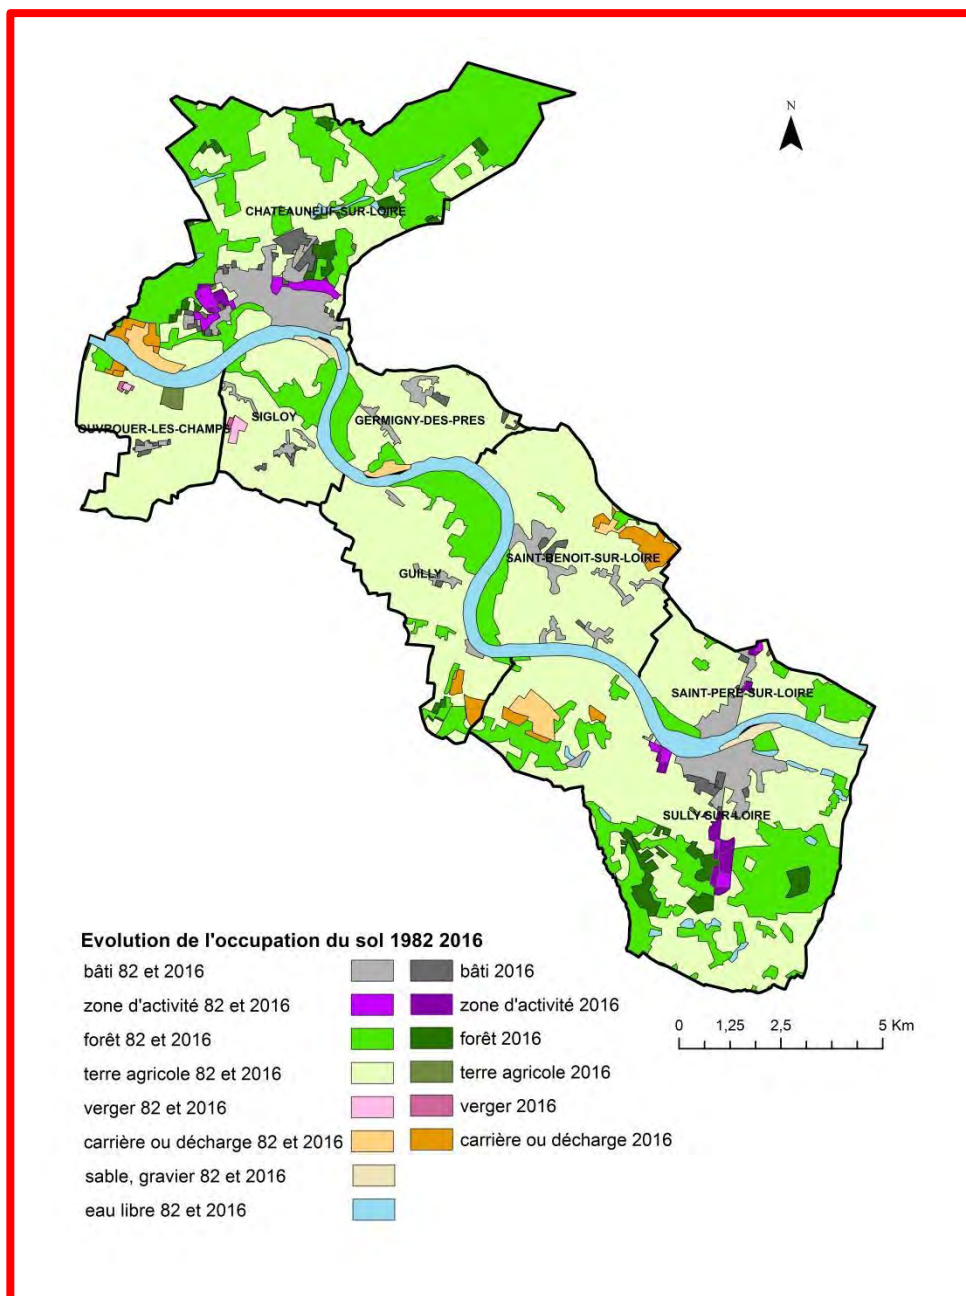 N
CHATEAUNEUF-SUR-LOIRE
SIGLOY
GERMIGNY-DES-PRES
OUVROUER-LES-CHAMPS
SAINT-BENOIT-SUR-LOIRE
GUILLY
SAINT-PERE-SUR-LOIRE
SULLY-SUR-LOIRE
Evolution de l'occupation du sol 1982 2016
bâti 82 et 2016 bâti 2016
zone d'activité 82 et 2016 zone d'activité 2016
forêt 82 et 2016 forêt 2016
terre agricole 82 et 2016 terre agricole 2016
verger 82 et 2016 verger 2016
carrière ou décharge 82 et 2016 carrière ou décharge 2016
sable, gravier 82 et 2016
eau libre 82 et 2016
0 1,25 2,5 5 Km